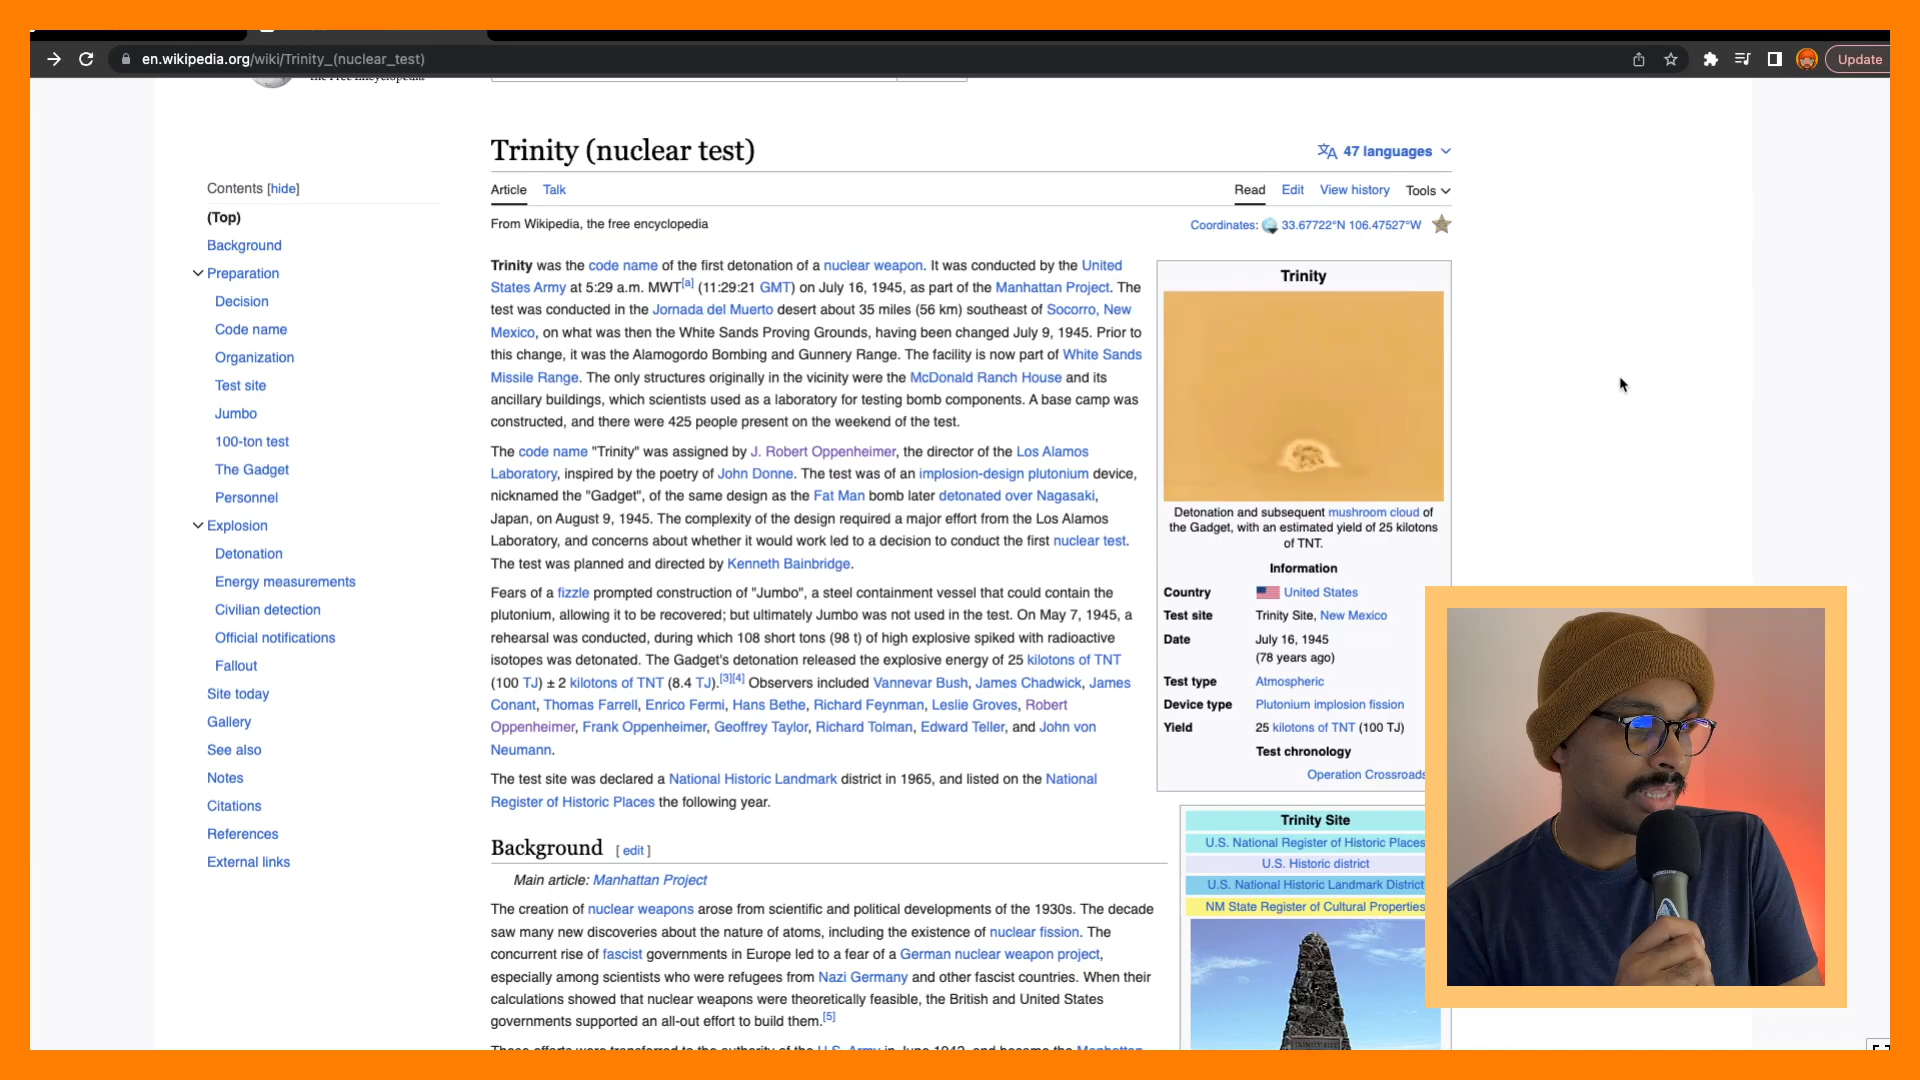 en.wikipedia.org/wiki/Trinity_(nuclear_test)
Update
The Free Encyclopedia
Trinity (nuclear test)
47 languages
Contents [hide]
Article Talk
Read Edit View history Tools
(Top)
From Wikipedia, the free encyclopedia
Coordinates: 33.67722°N 106.47527°W
Background
Preparation
Decision
Code name
Organization
Test site
Jumbo
100-ton test
The Gadget
Personnel
Explosion
Detonation
Energy measurements
Civilian detection
Official notifications
Fallout
Site today
Gallery
See also
Notes
Citations
References
External links
Trinity was the code name of the first detonation of a nuclear weapon. It was conducted by the United
States Army at 5:29 a.m. MWT[a] (11:29:21 GMT) on July 16, 1945, as part of the Manhattan Project. The
test was conducted in the Jornada del Muerto desert about 35 miles (56 km) southeast of Socorro, New
Mexico, on what was then the White Sands Proving Grounds, having been changed July 9, 1945. Prior to
this change, it was the Alamogordo Bombing and Gunnery Range. The facility is now part of White Sands
Missile Range. The only structures originally in the vicinity were the McDonald Ranch House and its
ancillary buildings, which scientists used as a laboratory for testing bomb components. A base camp was
constructed, and there were 425 people present on the weekend of the test.
The code name "Trinity" was assigned by J. Robert Oppenheimer, the director of the Los Alamos
Laboratory, inspired by the poetry of John Donne. The test was of an implosion-design plutonium device,
nicknamed the "Gadget", of the same design as the Fat Man bomb later detonated over Nagasaki,
Japan, on August 9, 1945. The complexity of the design required a major effort from the Los Alamos
Laboratory, and concerns about whether it would work led to a decision to conduct the first nuclear test.
The test was planned and directed by Kenneth Bainbridge.
Fears of a fizzle prompted construction of "Jumbo", a steel containment vessel that could contain the
plutonium, allowing it to be recovered; but ultimately Jumbo was not used in the test. On May 7, 1945, a
rehearsal was conducted, during which 108 short tons (98 t) of high explosive spiked with radioactive
isotopes was detonated. The Gadget's detonation released the explosive energy of 25 kilotons of TNT
(100 TJ) ± 2 kilotons of TNT (8.4 TJ).[3][4] Observers included Vannevar Bush, James Chadwick, James
Conant, Thomas Farrell, Enrico Fermi, Hans Bethe, Richard Feynman, Leslie Groves, Robert
Oppenheimer, Frank Oppenheimer, Geoffrey Taylor, Richard Tolman, Edward Teller, and John von
Neumann.
The test site was declared a National Historic Landmark district in 1965, and listed on the National
Register of Historic Places the following year.
Background [ edit ]
Main article: Manhattan Project
The creation of nuclear weapons arose from scientific and political developments of the 1930s. The decade
saw many new discoveries about the nature of atoms, including the existence of nuclear fission. The
concurrent rise of fascist governments in Europe led to a fear of a German nuclear weapon project,
especially among scientists who were refugees from Nazi Germany and other fascist countries. When their
calculations showed that nuclear weapons were theoretically feasible, the British and United States
governments supported an all-out effort to build them.[5]
These efforts were transferred to the authority of the U.S. Army in June 1942, and became the Manhattan
Trinity
Detonation and subsequent mushroom cloud of
the Gadget, with an estimated yield of 25 kilotons
of TNT.
Information
Country United States
Test site Trinity Site, New Mexico
Date July 16, 1945
(78 years ago)
Test type Atmospheric
Device type Plutonium implosion fission
Yield 25 kilotons of TNT (100 TJ)
Test chronology
Operation Crossroads
Trinity Site
U.S. National Register of Historic Places
U.S. Historic district
U.S. National Historic Landmark District
NM State Register of Cultural Properties
TRINITY SITE